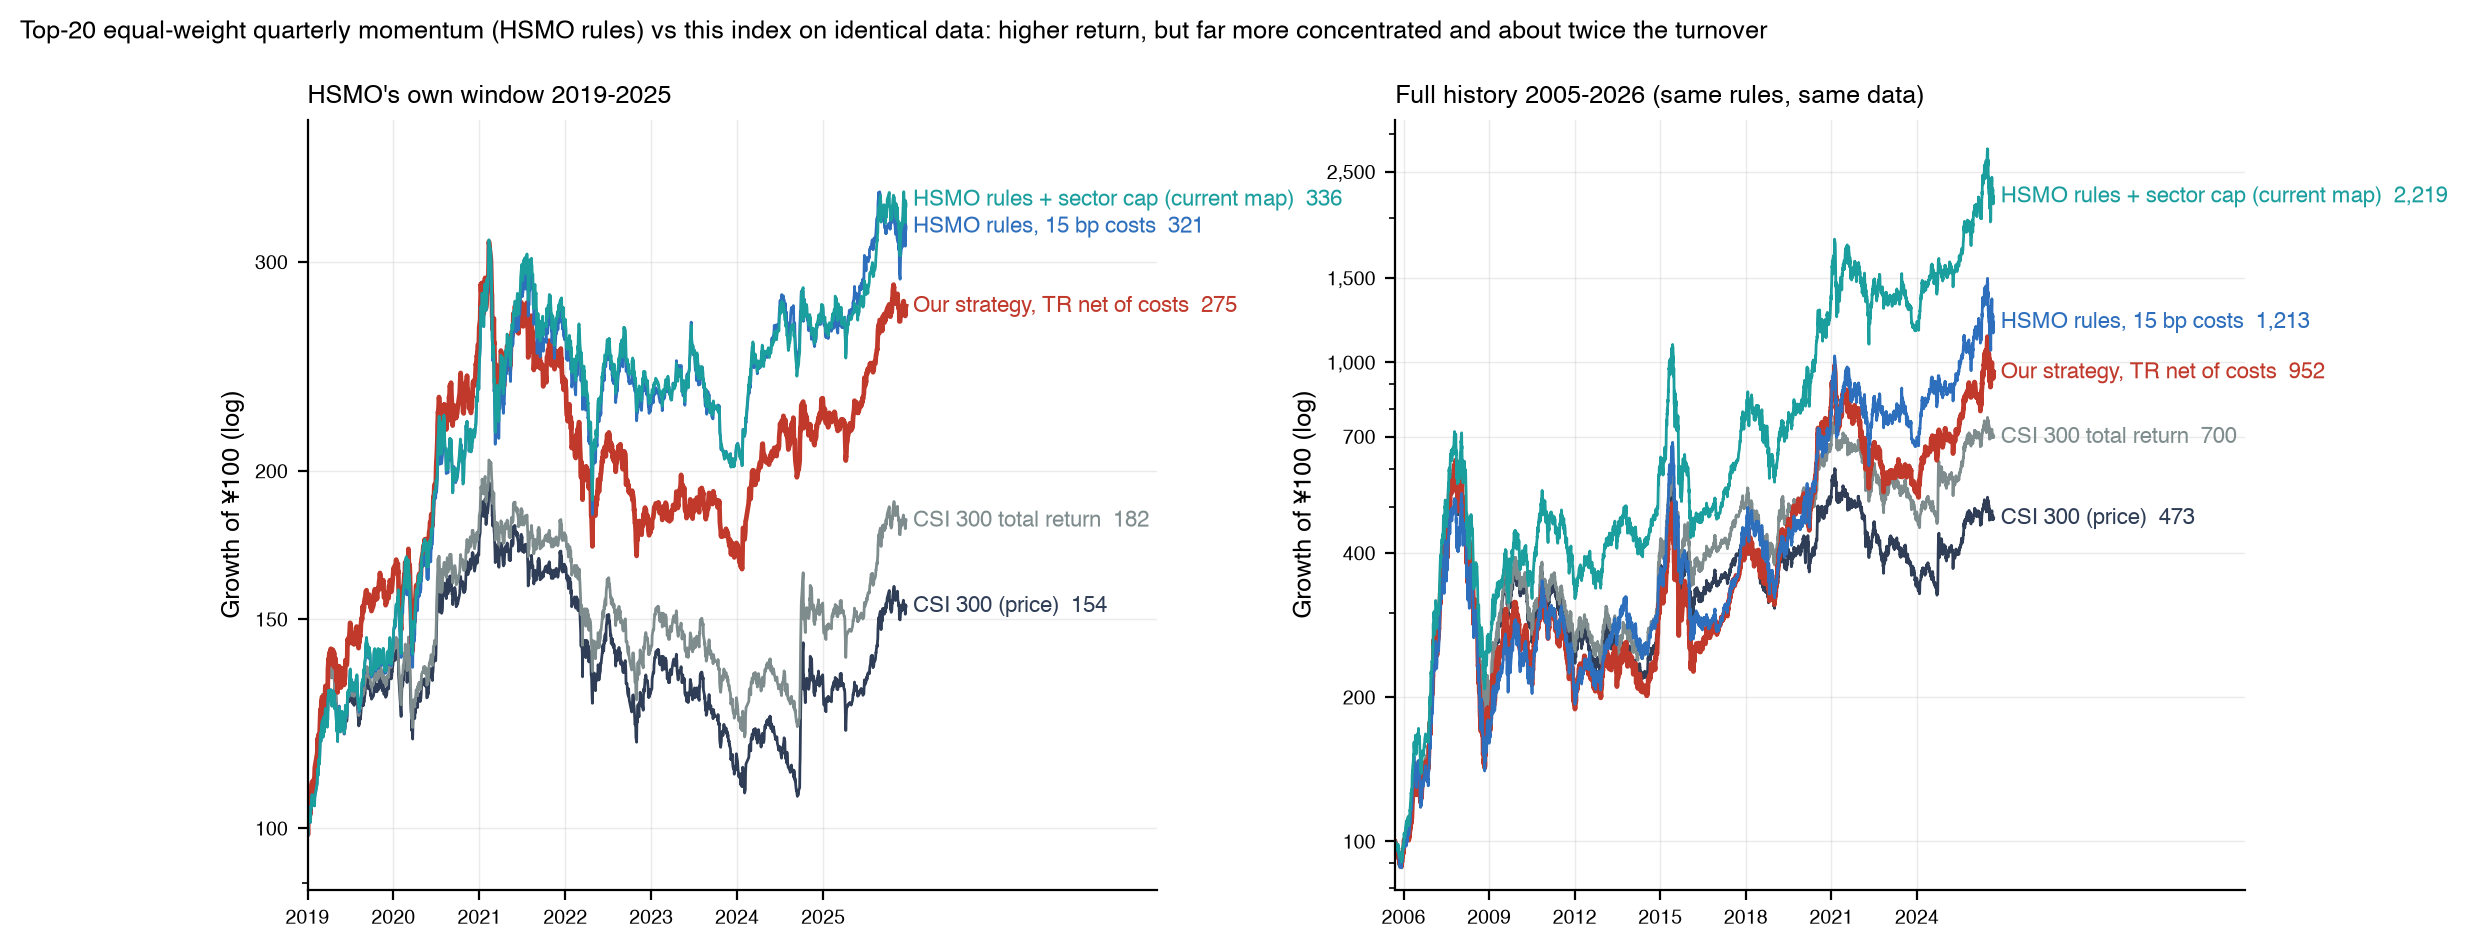 Top-20 equal-weight quarterly momentum (HSMO rules) vs this index on identical data: higher return, but far more concentrated and about twice the turnover
HSMO's own window 2019-2025
Growth of ¥100 (log)
300
200
150
100
2019 2020 2021 2022 2023 2024 2025
HSMO rules + sector cap (current map) 336
HSMO rules, 15 bp costs 321
Our strategy, TR net of costs 275
CSI 300 total return 182
CSI 300 (price) 154
Full history 2005-2026 (same rules, same data)
Growth of ¥100 (log)
2,500
1,500
1,000
700
400
200
100
2006 2009 2012 2015 2018 2021 2024
HSMO rules + sector cap (current map) 2,219
HSMO rules, 15 bp costs 1,213
Our strategy, TR net of costs 952
CSI 300 total return 700
CSI 300 (price) 473